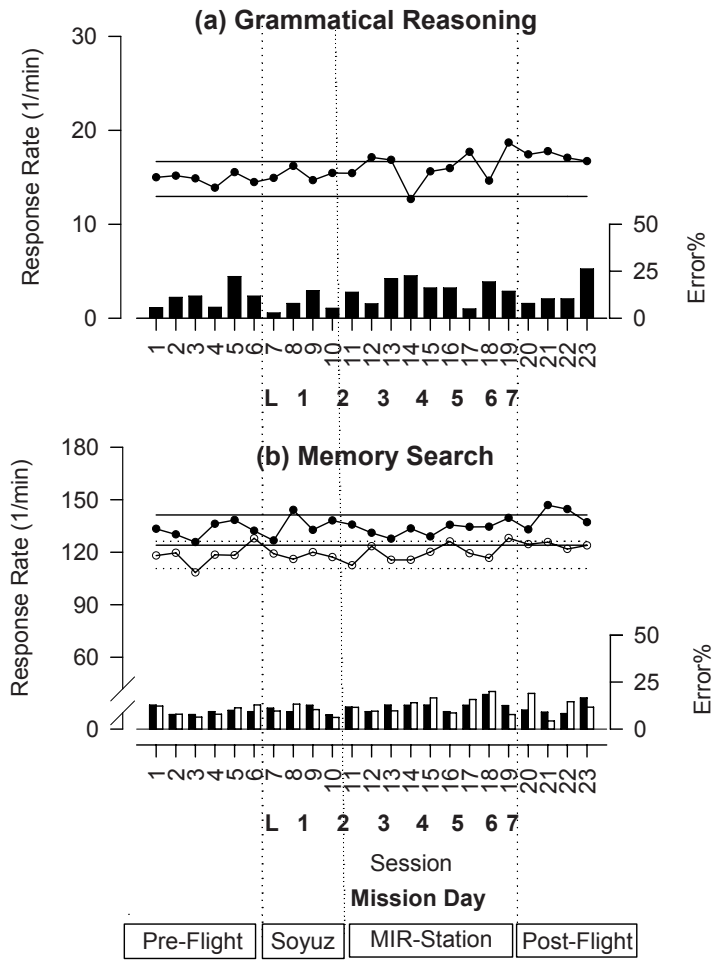 (a) Grammatical Reasoning
Response Rate (1/min)
30
20
10
0
50
25
0
Error%
1 2 3 4 5 6 7 8 9 10 11 12 13 14 15 16 17 18 19 20 21 22 23
L 1 2 3 4 5 6 7
(b) Memory Search
Response Rate (1/min)
180
150
120
90
60
0
50
25
0
Error%
1 2 3 4 5 6 7 8 9 10 11 12 13 14 15 16 17 18 19 20 21 22 23
L 1 2 3 4 5 6 7
Session
Mission Day
Pre-Flight Soyuz MIR-Station Post-Flight